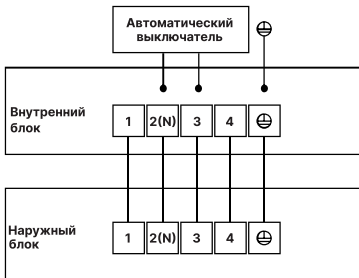 Автоматический
выключатель
Внутренний
блок
1 2(N) 3 4
Наружный
блок
1 2(N) 3 4